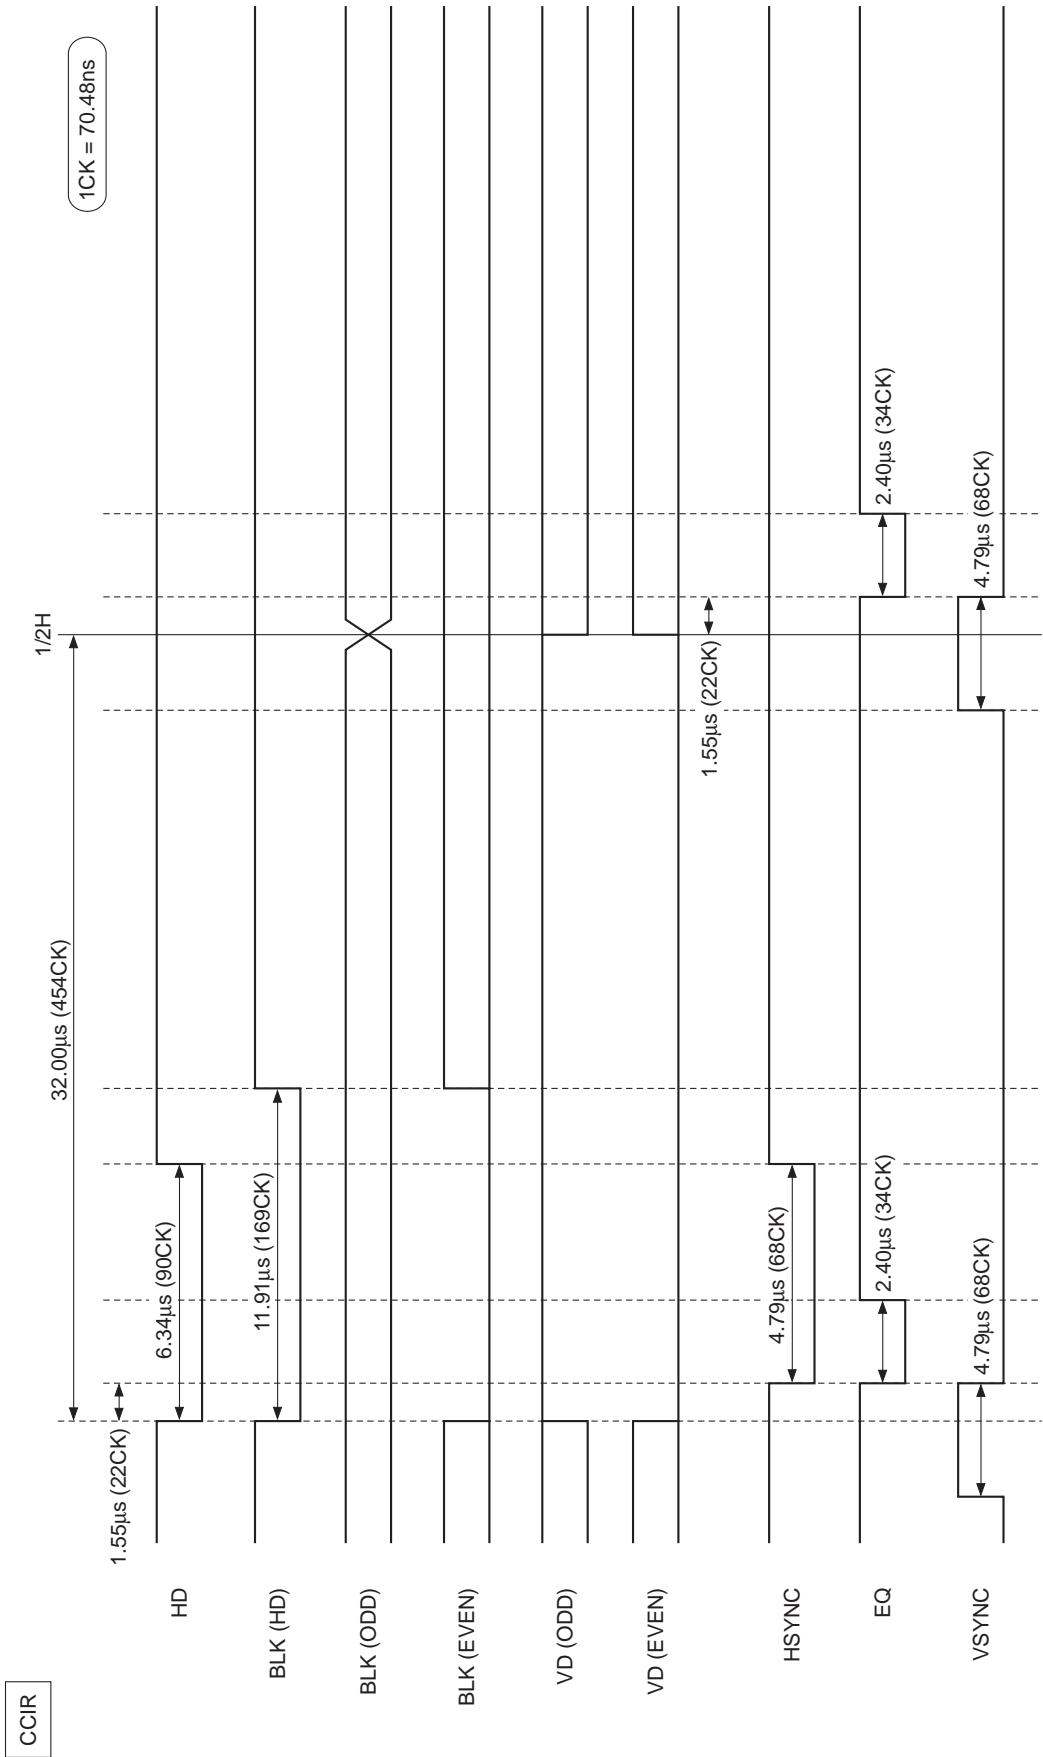 CCIR
1CK = 70.48ns
32.00μs (454CK)
1/2H
1.55μs (22CK)
HD
6.34μs (90CK)
BLK (HD)
11.91μs (169CK)
BLK (ODD)
BLK (EVEN)
VD (ODD)
VD (EVEN)
1.55μs (22CK)
HSYNC
4.79μs (68CK)
EQ
2.40μs (34CK)
2.40μs (34CK)
VSYNC
4.79μs (68CK)
4.79μs (68CK)